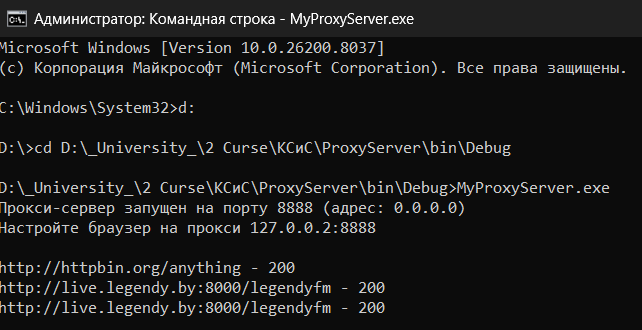 Администратор: Командная строка - MyProxyServer.exe
Microsoft Windows [Version 10.0.26200.8037]
(c) Корпорация Майкрософт (Microsoft Corporation). Все права защищены.
C:\Windows\System32>d:
D:\>cd D:\_University_\2 Curse\КСиС\ProxyServer\bin\Debug
D:\_University_\2 Curse\КСиС\ProxyServer\bin\Debug>MyProxyServer.exe
Прокси-сервер запущен на порту 8888 (адрес: 0.0.0.0)
Настройте браузер на прокси 127.0.0.2:8888
http://httpbin.org/anything - 200
http://live.legendy.by:8000/legendyfm - 200
http://live.legendy.by:8000/legendyfm - 200